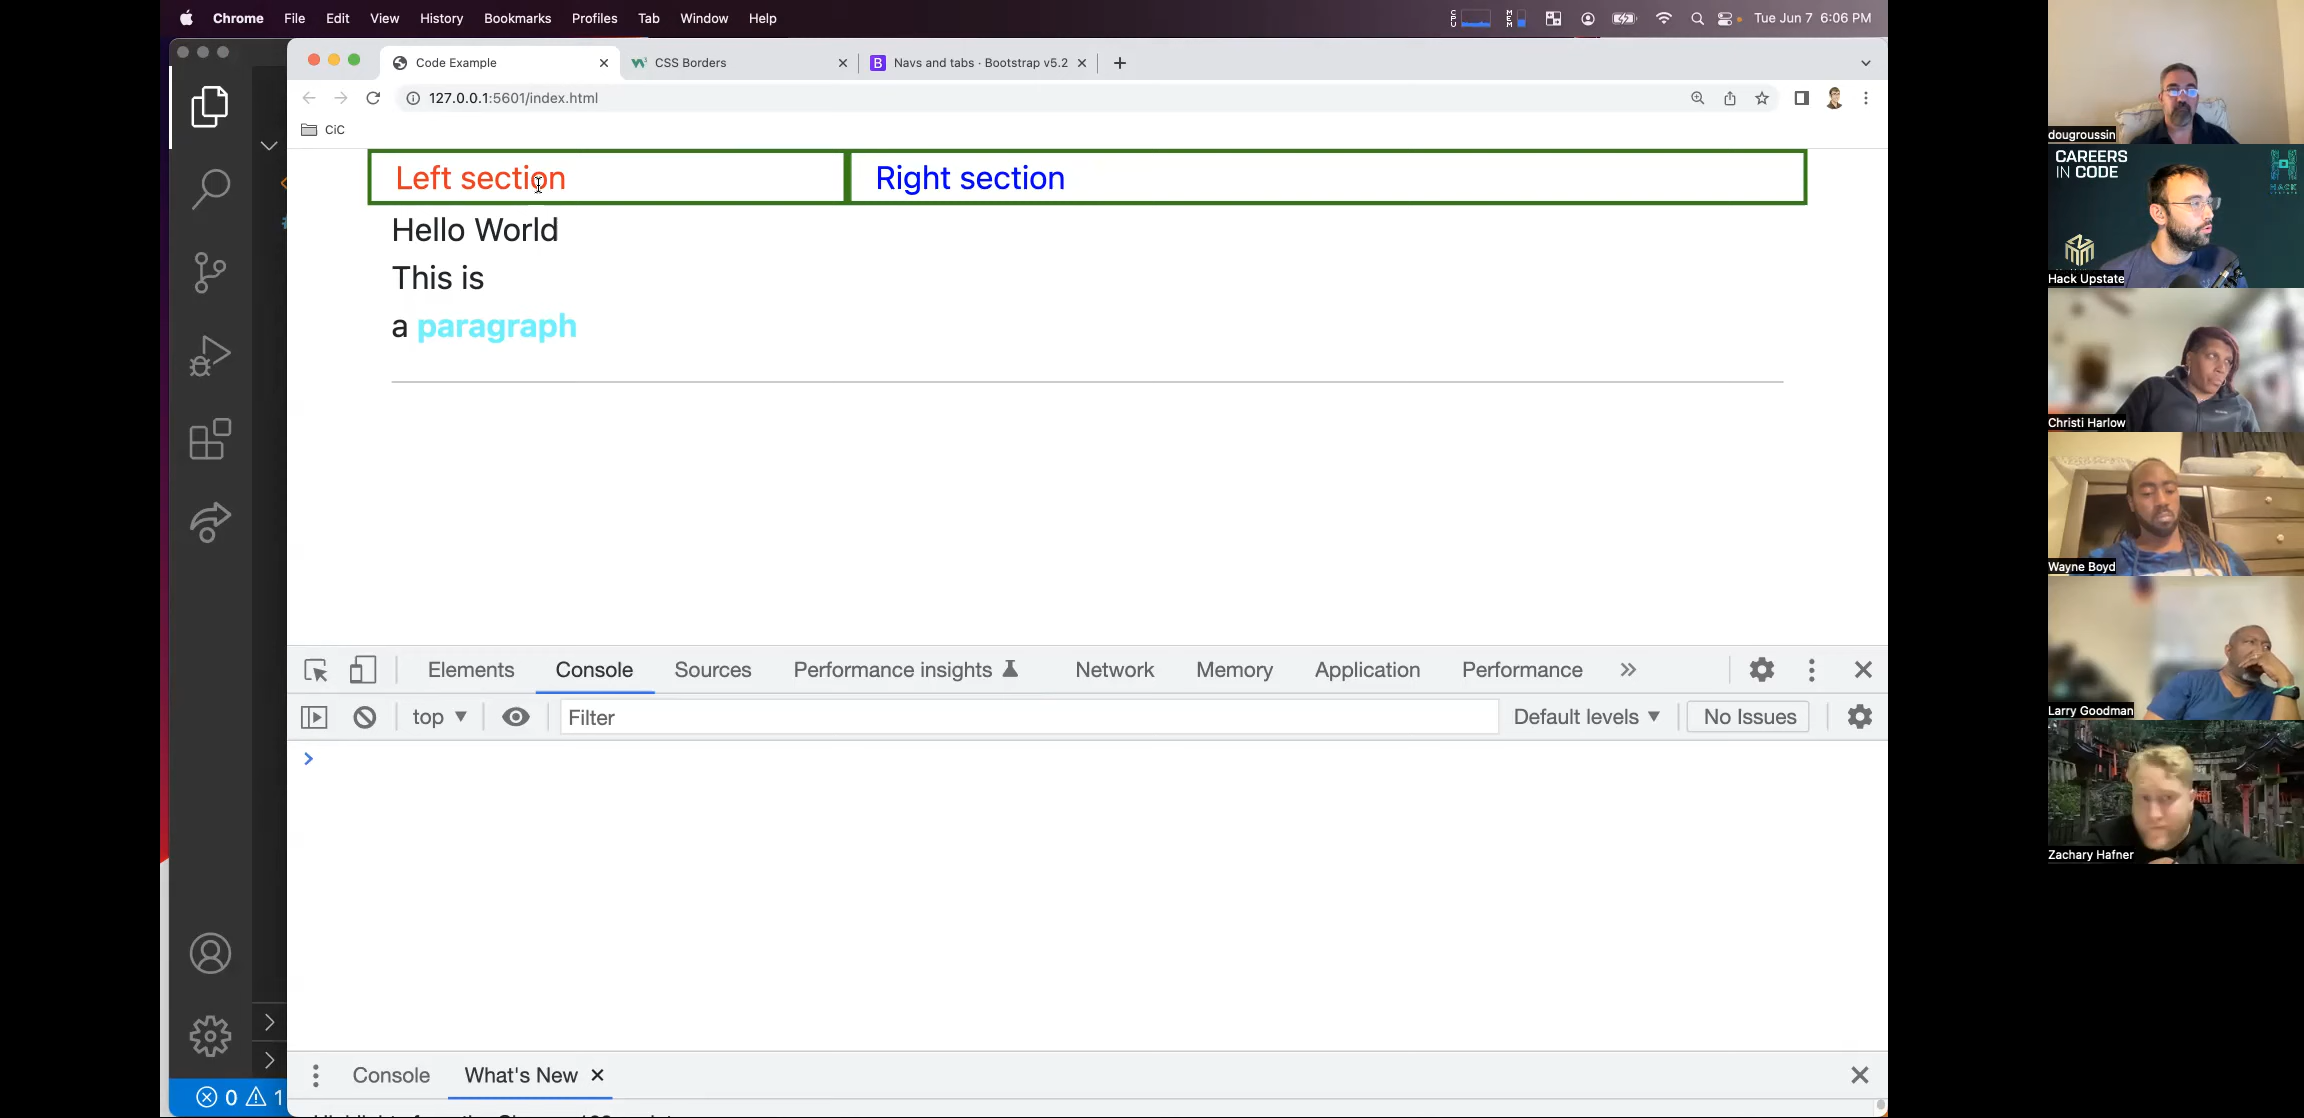 Chrome File Edit View History Bookmarks Profiles Tab Window Help
CPU MEM Tue Jun 7 6:06 PM
Code Example
CSS Borders
Navs and tabs · Bootstrap v5.2
127.0.0.1:5601/index.html
CiC
Left section
Right section
Hello World
This is
a paragraph
Elements Console Sources Performance insights Network Memory Application Performance
top Filter Default levels No Issues
Console What's New
0 1
dougroussin
CAREERS
IN CODE
HACK
UPSTATE
Hack Upstate
Christi Harlow
Wayne Boyd
Larry Goodman
Zachary Hafner